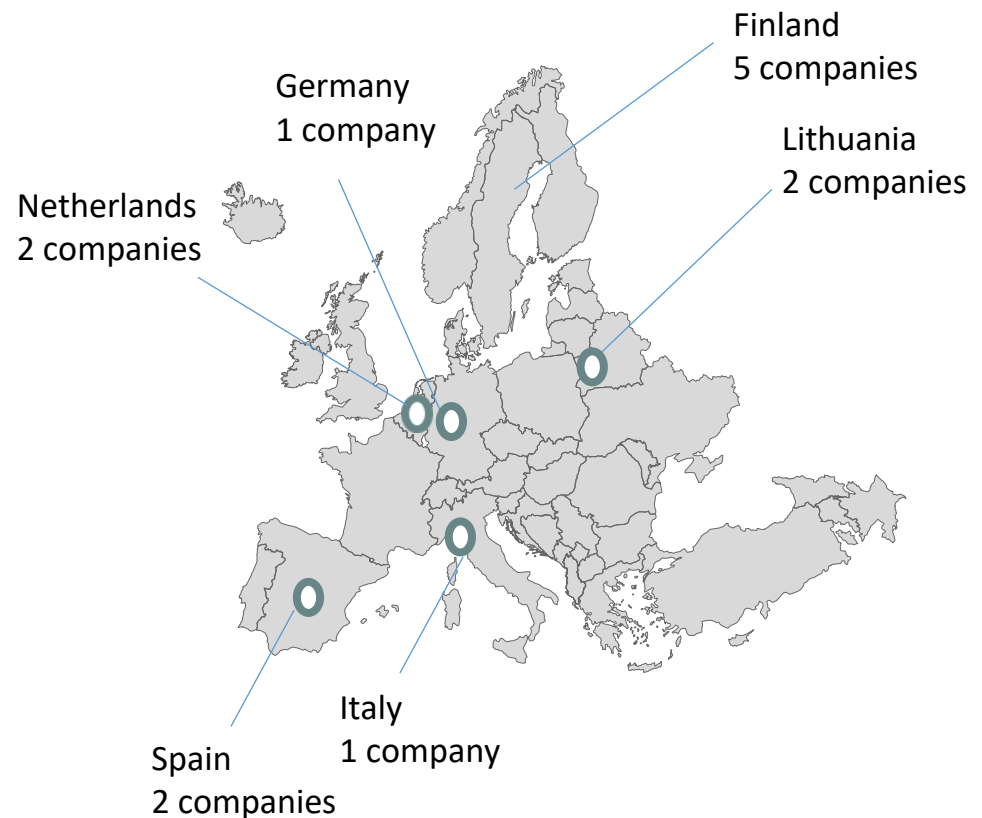 Finland
5 companies
Germany
1 company
Lithuania
2 companies
Netherlands
2 companies
Italy
1 company
Spain
2 companies